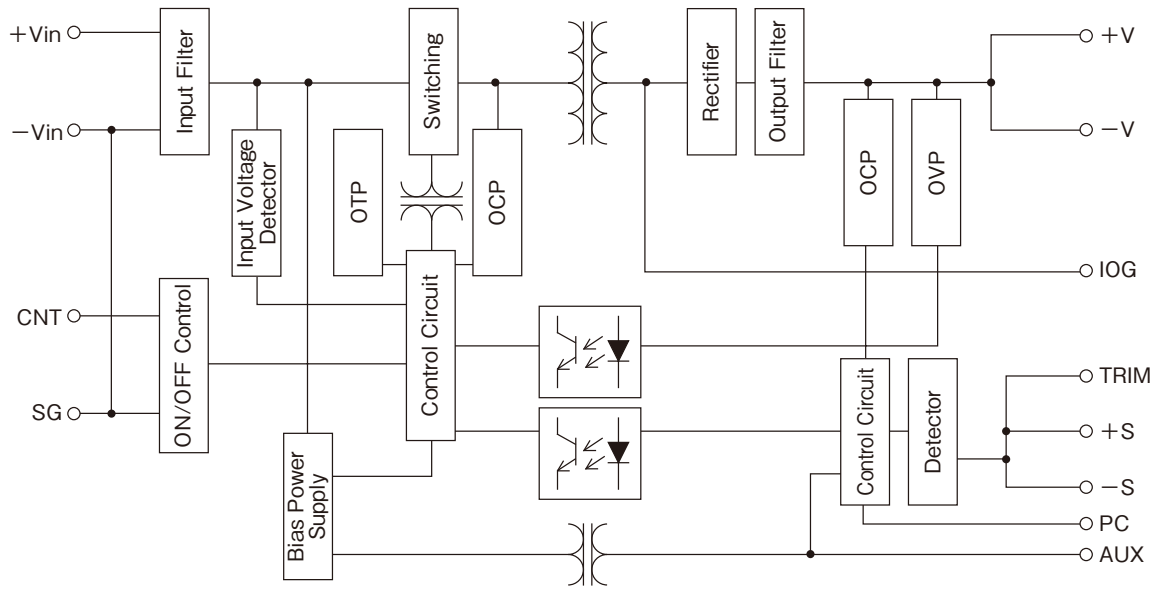 +Vin
−Vin
CNT
SG
Input Filter
ON/OFF Control
Input Voltage
Detector
Bias Power
Supply
OTP
Switching
OCP
Control Circuit
Rectifier
Output Filter
OCP
OVP
Control Circuit
Detector
+V
−V
IOG
TRIM
+S
−S
PC
AUX